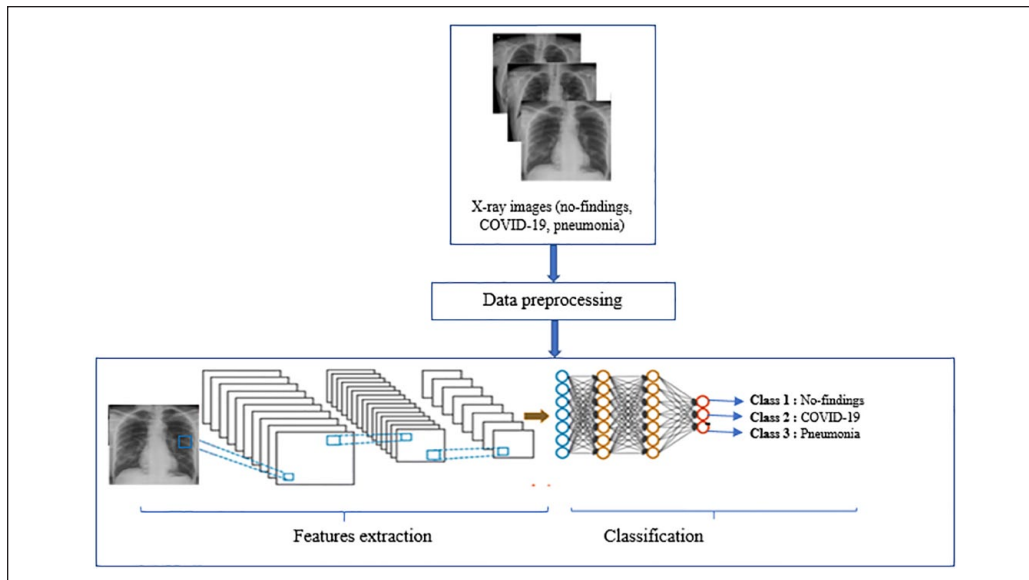 X-ray images (no-findings,
COVID-19, pneumonia)
Data preprocessing
Class 1 : No-findings
Class 2 : COVID-19
Class 3 : Pneumonia
Features extraction
Classification